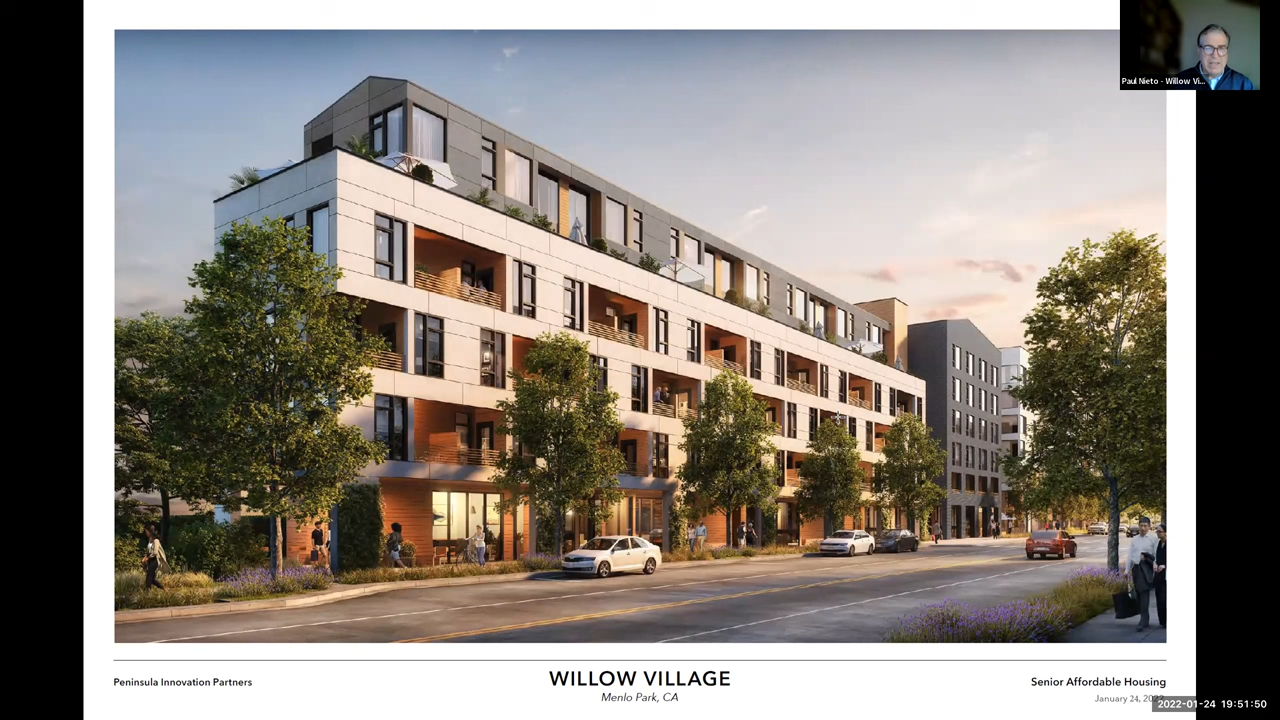 Paul Nieto - Willow Vi...
Peninsula Innovation Partners
WILLOW VILLAGE
Menlo Park, CA
Senior Affordable Housing
January 24, 2022
2022-01-24 19:51:50